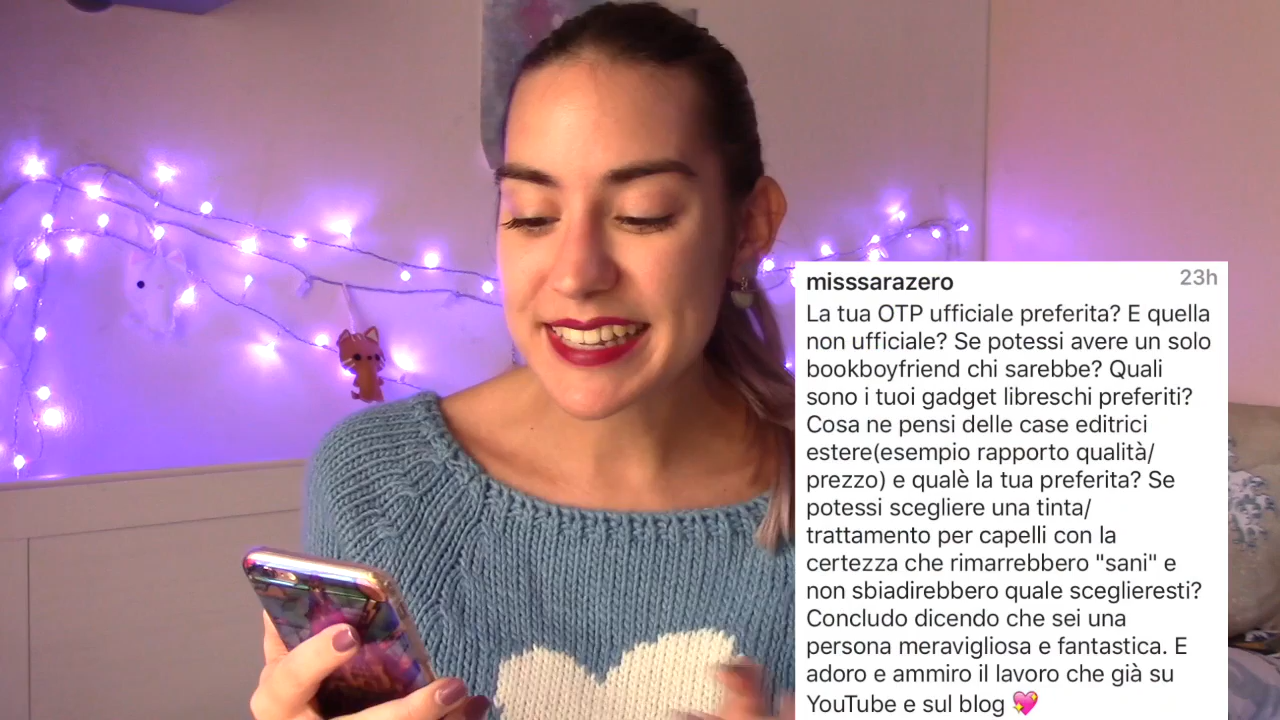 misssarazero 23h
La tua OTP ufficiale preferita? E quella
non ufficiale? Se potessi avere un solo
bookboyfriend chi sarebbe? Quali
sono i tuoi gadget libreschi preferiti?
Cosa ne pensi delle case editrici
estere(esempio rapporto qualità/
prezzo) e qualè la tua preferita? Se
potessi scegliere una tinta/
trattamento per capelli con la
certezza che rimarrebbero "sani" e
non sbiadirebbero quale sceglieresti?
Concludo dicendo che sei una
persona meravigliosa e fantastica. E
adoro e ammiro il lavoro che già su
YouTube e sul blog 💖